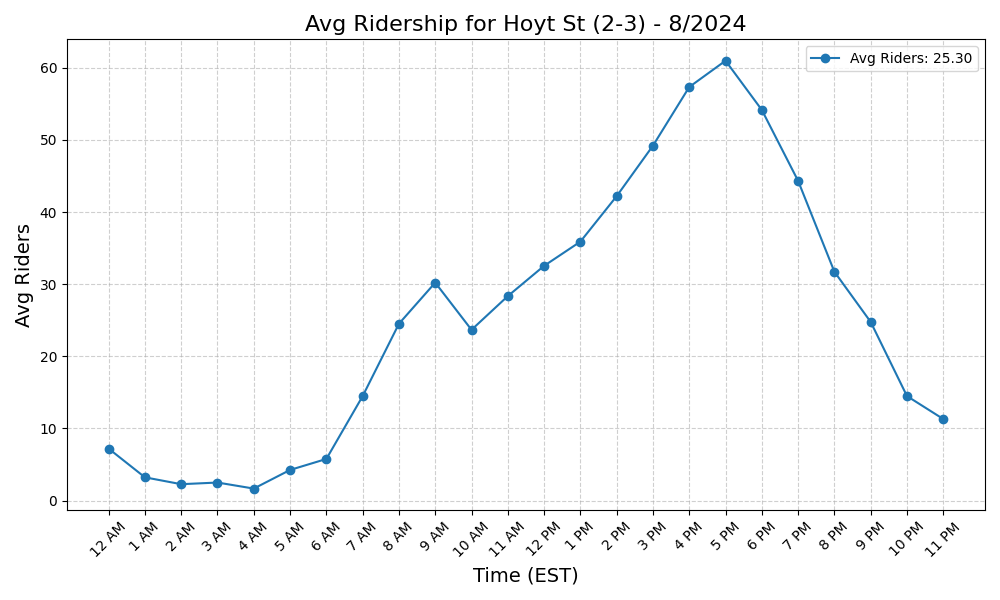 Avg Ridership for Hoyt St (2-3) - 8/2024
Avg Riders: 25.30
Avg Riders
60
50
40
30
20
10
0
12 AM
1 AM
2 AM
3 AM
4 AM
5 AM
6 AM
7 AM
8 AM
9 AM
10 AM
11 AM
12 PM
1 PM
2 PM
3 PM
4 PM
5 PM
6 PM
7 PM
8 PM
9 PM
10 PM
11 PM
Time (EST)